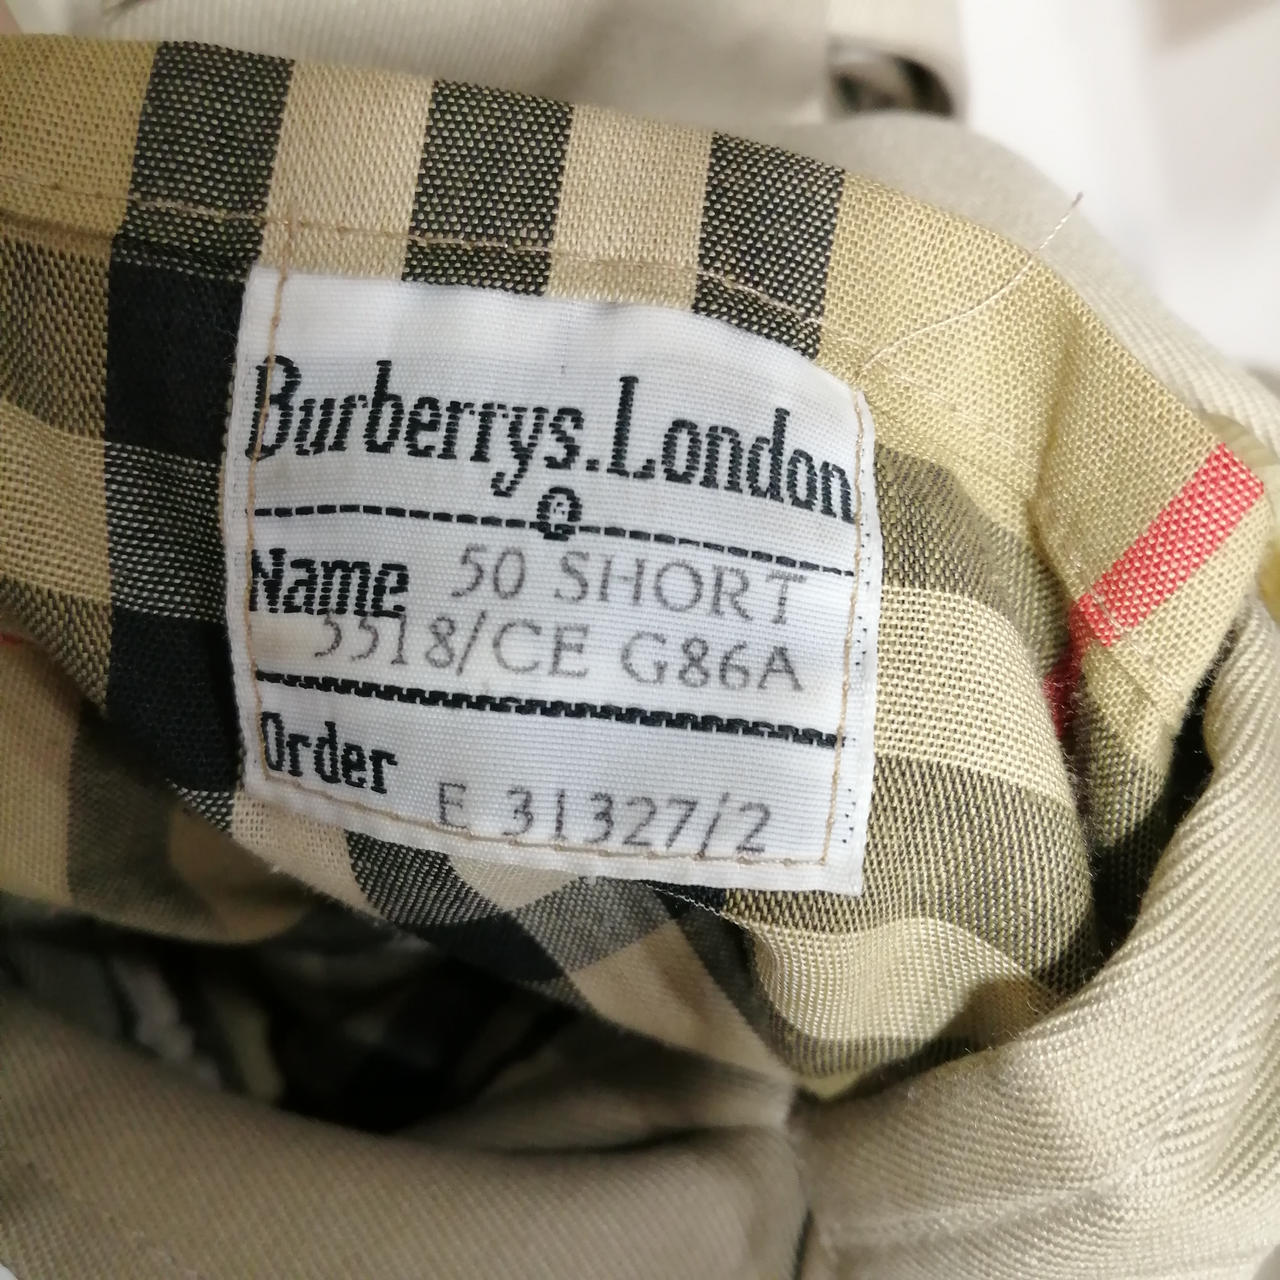 Burberrys.London
®
Name 50 SHORT
5518/CE G86A
Order
E 31327/2